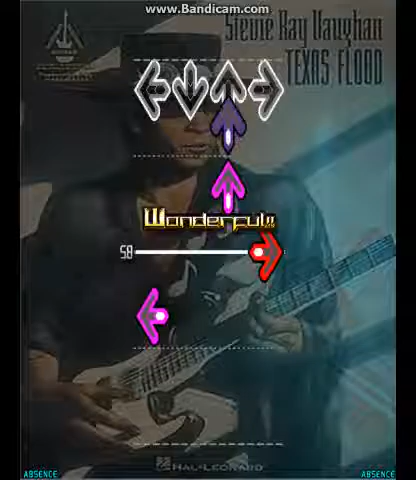 www.Bandicam.com
Stevie Ray Vaughan
TEXAS FLOOD
Wonderful!!
58
HAL•LEONARD
ABSENCE
ABSENCE